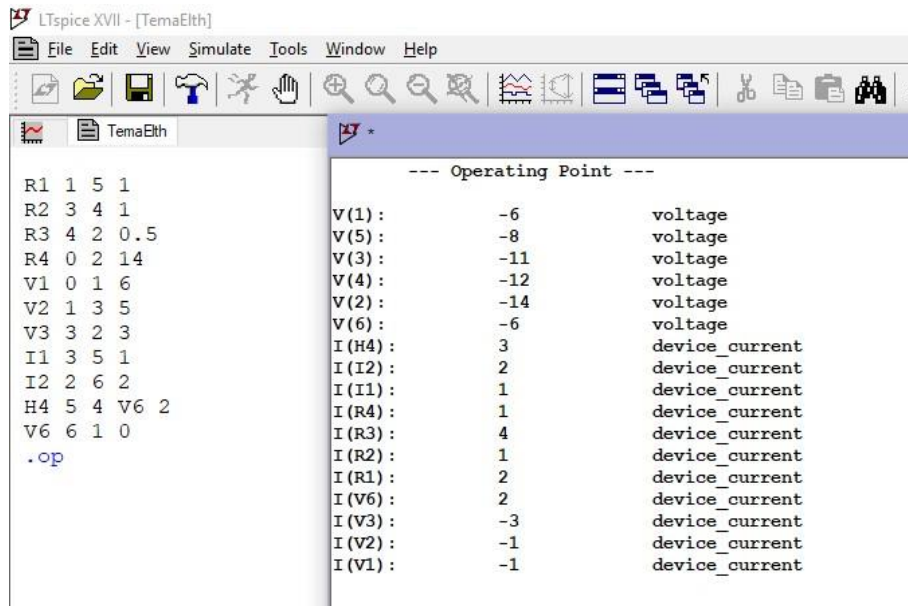 LTspice XVII - [TemaElth]
File Edit View Simulate Tools Window Help
TemaElth
R1 1 5 1
R2 3 4 1
R3 4 2 0.5
R4 0 2 14
V1 0 1 6
V2 1 3 5
V3 3 2 3
I1 3 5 1
I2 2 6 2
H4 5 4 V6 2
V6 6 1 0
.op
*
--- Operating Point ---
V(1): -6 voltage
V(5): -8 voltage
V(3): -11 voltage
V(4): -12 voltage
V(2): -14 voltage
V(6): -6 voltage
I(H4): 3 device_current
I(I2): 2 device_current
I(I1): 1 device_current
I(R4): 1 device_current
I(R3): 4 device_current
I(R2): 1 device_current
I(R1): 2 device_current
I(V6): 2 device_current
I(V3): -3 device_current
I(V2): -1 device_current
I(V1): -1 device_current